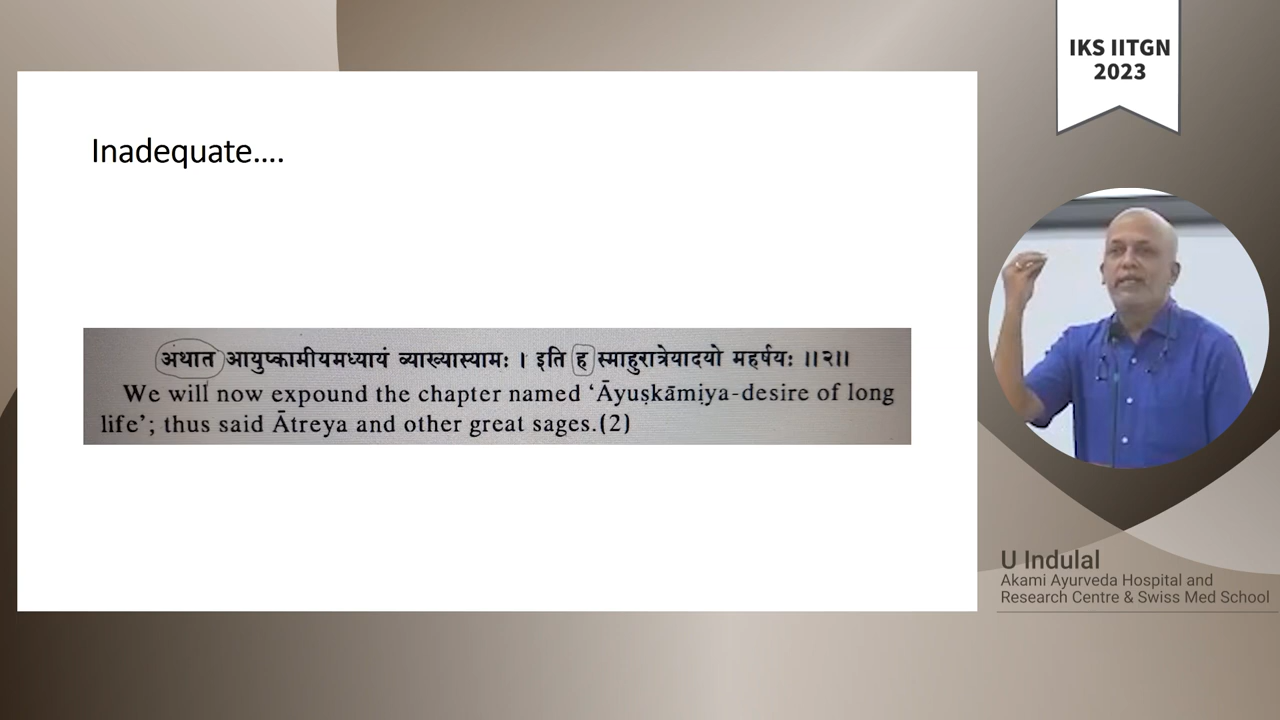 IKS IITGN
2023
Inadequate....
अथात आयुष्कामीयमध्यायं व्याख्यास्यामः । इति ह स्माहुरात्रेयादयो महर्षयः ॥२॥
We will now expound the chapter named ‘Āyuṣkāmiya-desire of long
life’; thus said Ātreya and other great sages.(2)
U Indulal
Akami Ayurveda Hospital and
Research Centre & Swiss Med School